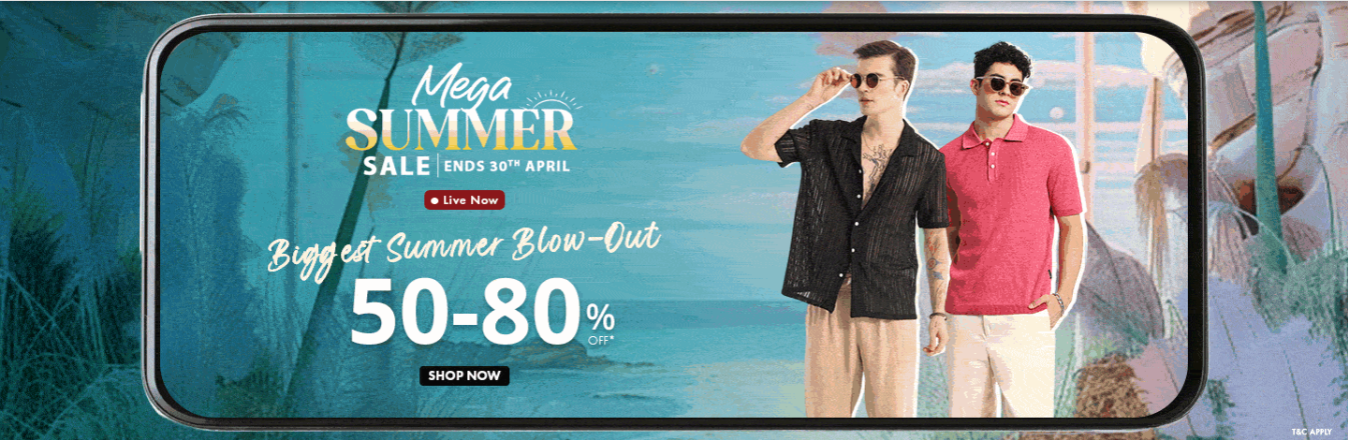 Mega
SUMMER
SALE | ENDS 30TH APRIL
Live Now
Biggest Summer Blow-Out
50-80%
OFF*
SHOP NOW
T&C APPLY